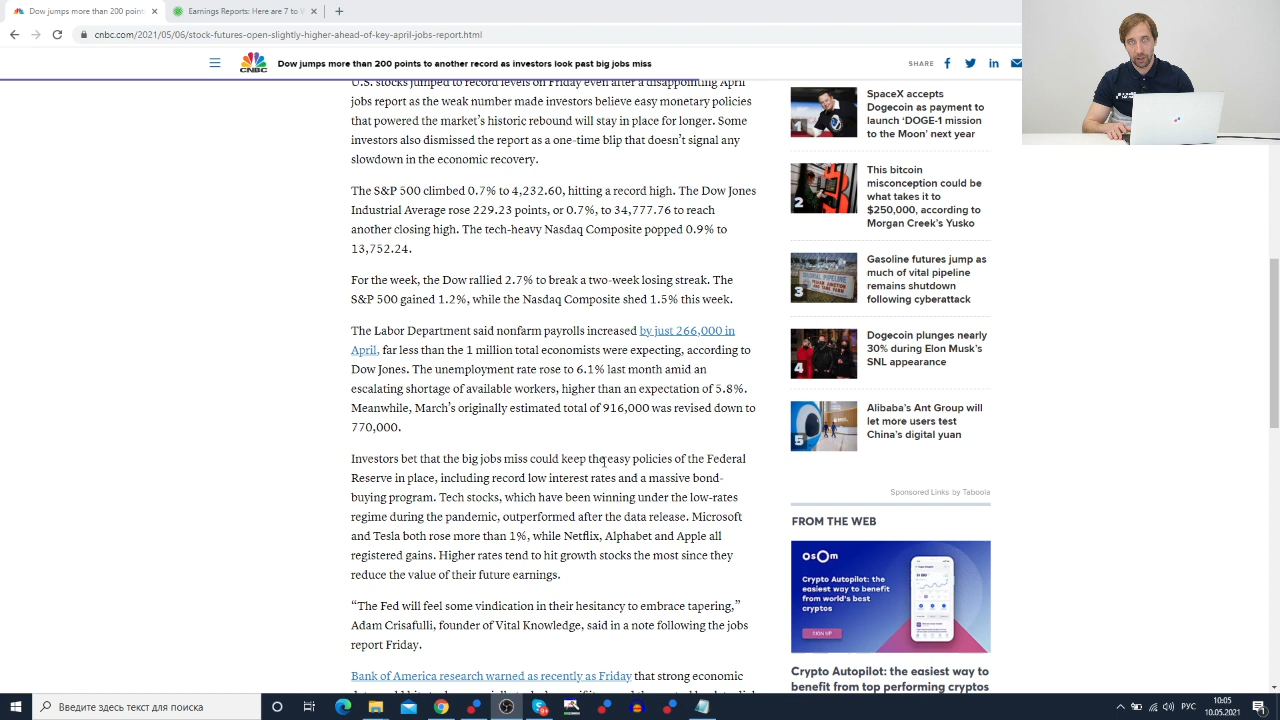 Dow jumps more than 200 points to
Earnings Reports for the week of
cnbc.com/2021/05/06/stock-futures-open-slightly-higher-ahead-of-key-april-jobs-report.html
CNBC
Dow jumps more than 200 points to another record as investors look past big jobs miss
SHARE
U.S. stocks jumped to record levels on Friday even after a disappointing April
jobs report as the weak number made investors believe easy monetary policies
that powered the market’s historic rebound will stay in place for longer. Some
investors also dismissed the report as a one-time blip that doesn’t signal any
slowdown in the economic recovery.
The S&P 500 climbed 0.7% to 4,232.60, hitting a record high. The Dow Jones
Industrial Average rose 229.23 points, or 0.7%, to 34,777.76 to reach
another closing high. The tech-heavy Nasdaq Composite popped 0.9% to
13,752.24.
For the week, the Dow rallied 2.7% to break a two-week losing streak. The
S&P 500 gained 1.2%, while the Nasdaq Composite shed 1.5% this week.
The Labor Department said nonfarm payrolls increased by just 266,000 in
April, far less than the 1 million total economists were expecting, according to
Dow Jones. The unemployment rate rose to 6.1% last month amid an
escalating shortage of available workers, higher than an expectation of 5.8%.
Meanwhile, March’s originally estimated total of 916,000 was revised down to
770,000.
Investors bet that the big jobs miss could keep the easy policies of the Federal
Reserve in place, including record low interest rates and a massive bond-
buying program. Tech stocks, which have been winning under the low-rates
regime during the pandemic, outperformed after the data release. Microsoft
and Tesla both rose more than 1%, while Netflix, Alphabet and Apple all
registered gains. Higher rates tend to hit growth stocks the most since they
reduce the value of their future earnings.
“The Fed will feel some vindication in their hesitancy to embrace tapering,”
Adam Crisafulli, founder of Vital Knowledge, said in a note following the jobs
report Friday.
Bank of America research warned as recently as Friday that strong economic
1
SpaceX accepts
Dogecoin as payment to
launch ‘DOGE-1 mission
to the Moon’ next year
2
This bitcoin
misconception could be
what takes it to
$250,000, according to
Morgan Creek’s Yusko
3
Gasoline futures jump as
much of vital pipeline
remains shutdown
following cyberattack
4
Dogecoin plunges nearly
30% during Elon Musk’s
SNL appearance
5
Alibaba’s Ant Group will
let more users test
China’s digital yuan
Sponsored Links by Taboola
FROM THE WEB
osom
Crypto Autopilot: the
easiest way to benefit
from world's best
cryptos
SIGN UP
Crypto Autopilot: the easiest way to
benefit from top performing cryptos
Введите здесь текст для поиска
РУС
10:05
10.05.2021